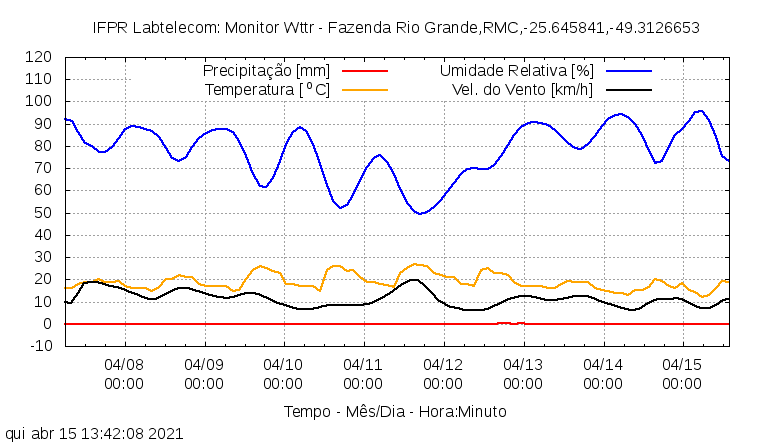 IFPR Labtelecom: Monitor Wttr - Fazenda Rio Grande,RMC,-25.645841,-49.3126653
120
110
100
90
80
70
60
50
40
30
20
10
0
-10
Precipitação [mm]
Temperatura [⁰C]
Umidade Relativa [%]
Vel. do Vento [km/h]
04/08 04/09 04/10 04/11 04/12 04/13 04/14 04/15
00:00 00:00 00:00 00:00 00:00 00:00 00:00 00:00
Tempo - Mês/Dia - Hora:Minuto
qui abr 15 13:42:08 2021